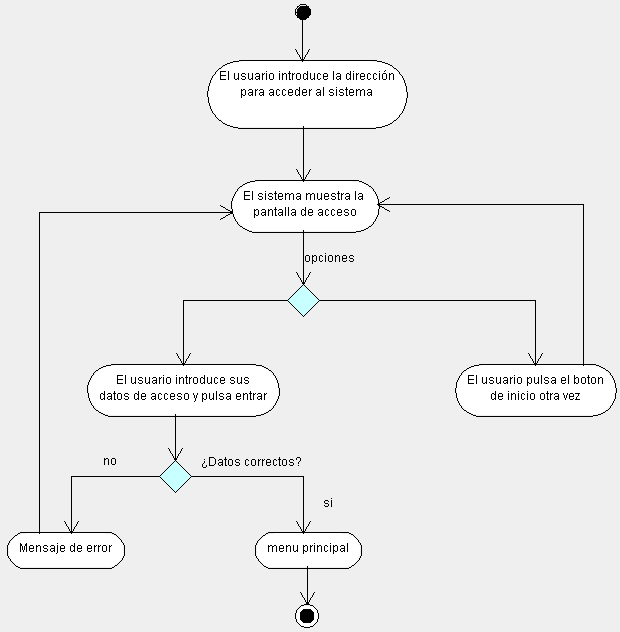 El usuario introduce la dirección
para acceder al sistema
El sistema muestra la
pantalla de acceso
opciones
El usuario introduce sus
datos de acceso y pulsa entrar
El usuario pulsa el boton
de inicio otra vez
no
¿Datos correctos?
si
Mensaje de error
menu principal